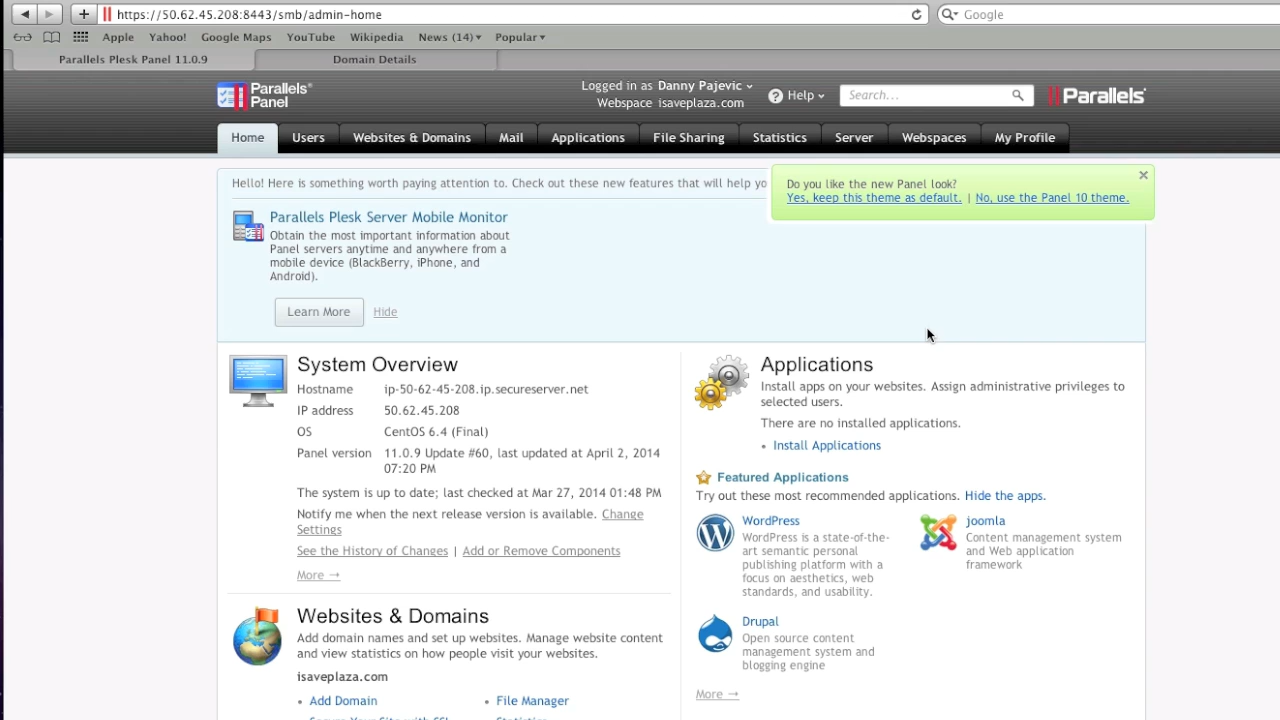 https://50.62.45.208:8443/smb/admin-home
Google
Apple Yahoo! Google Maps YouTube Wikipedia News (14)▾ Popular▾
Parallels Plesk Panel 11.0.9
Domain Details
Parallels®
Panel
Logged in as Danny Pajevic
Webspace isaveplaza.com
Help
Search...
Parallels®
Home Users Websites & Domains Mail Applications File Sharing Statistics Server Webspaces My Profile
Hello! Here is something worth paying attention to. Check out these new features that will help yo
Do you like the new Panel look?
Yes, keep this theme as default. | No, use the Panel 10 theme.
Parallels Plesk Server Mobile Monitor
Obtain the most important information about
Panel servers anytime and anywhere from a
mobile device (BlackBerry, iPhone, and
Android).
Learn More Hide
System Overview
Hostname ip-50-62-45-208.ip.secureserver.net
IP address 50.62.45.208
OS CentOS 6.4 (Final)
Panel version 11.0.9 Update #60, last updated at April 2, 2014
07:20 PM
The system is up to date; last checked at Mar 27, 2014 01:48 PM
Notify me when the next release version is available. Change
Settings
See the History of Changes | Add or Remove Components
More →
Websites & Domains
Add domain names and set up websites. Manage website content
and view statistics on how people visit your websites.
isaveplaza.com
• Add Domain
• File Manager
Applications
Install apps on your websites. Assign administrative privileges to
selected users.
There are no installed applications.
• Install Applications
Featured Applications
Try out these most recommended applications. Hide the apps.
WordPress
WordPress is a state-of-the-
art semantic personal
publishing platform with a
focus on aesthetics, web
standards, and usability.
joomla
Content management system
and Web application
framework
Drupal
Open source content
management system and
blogging engine
More →